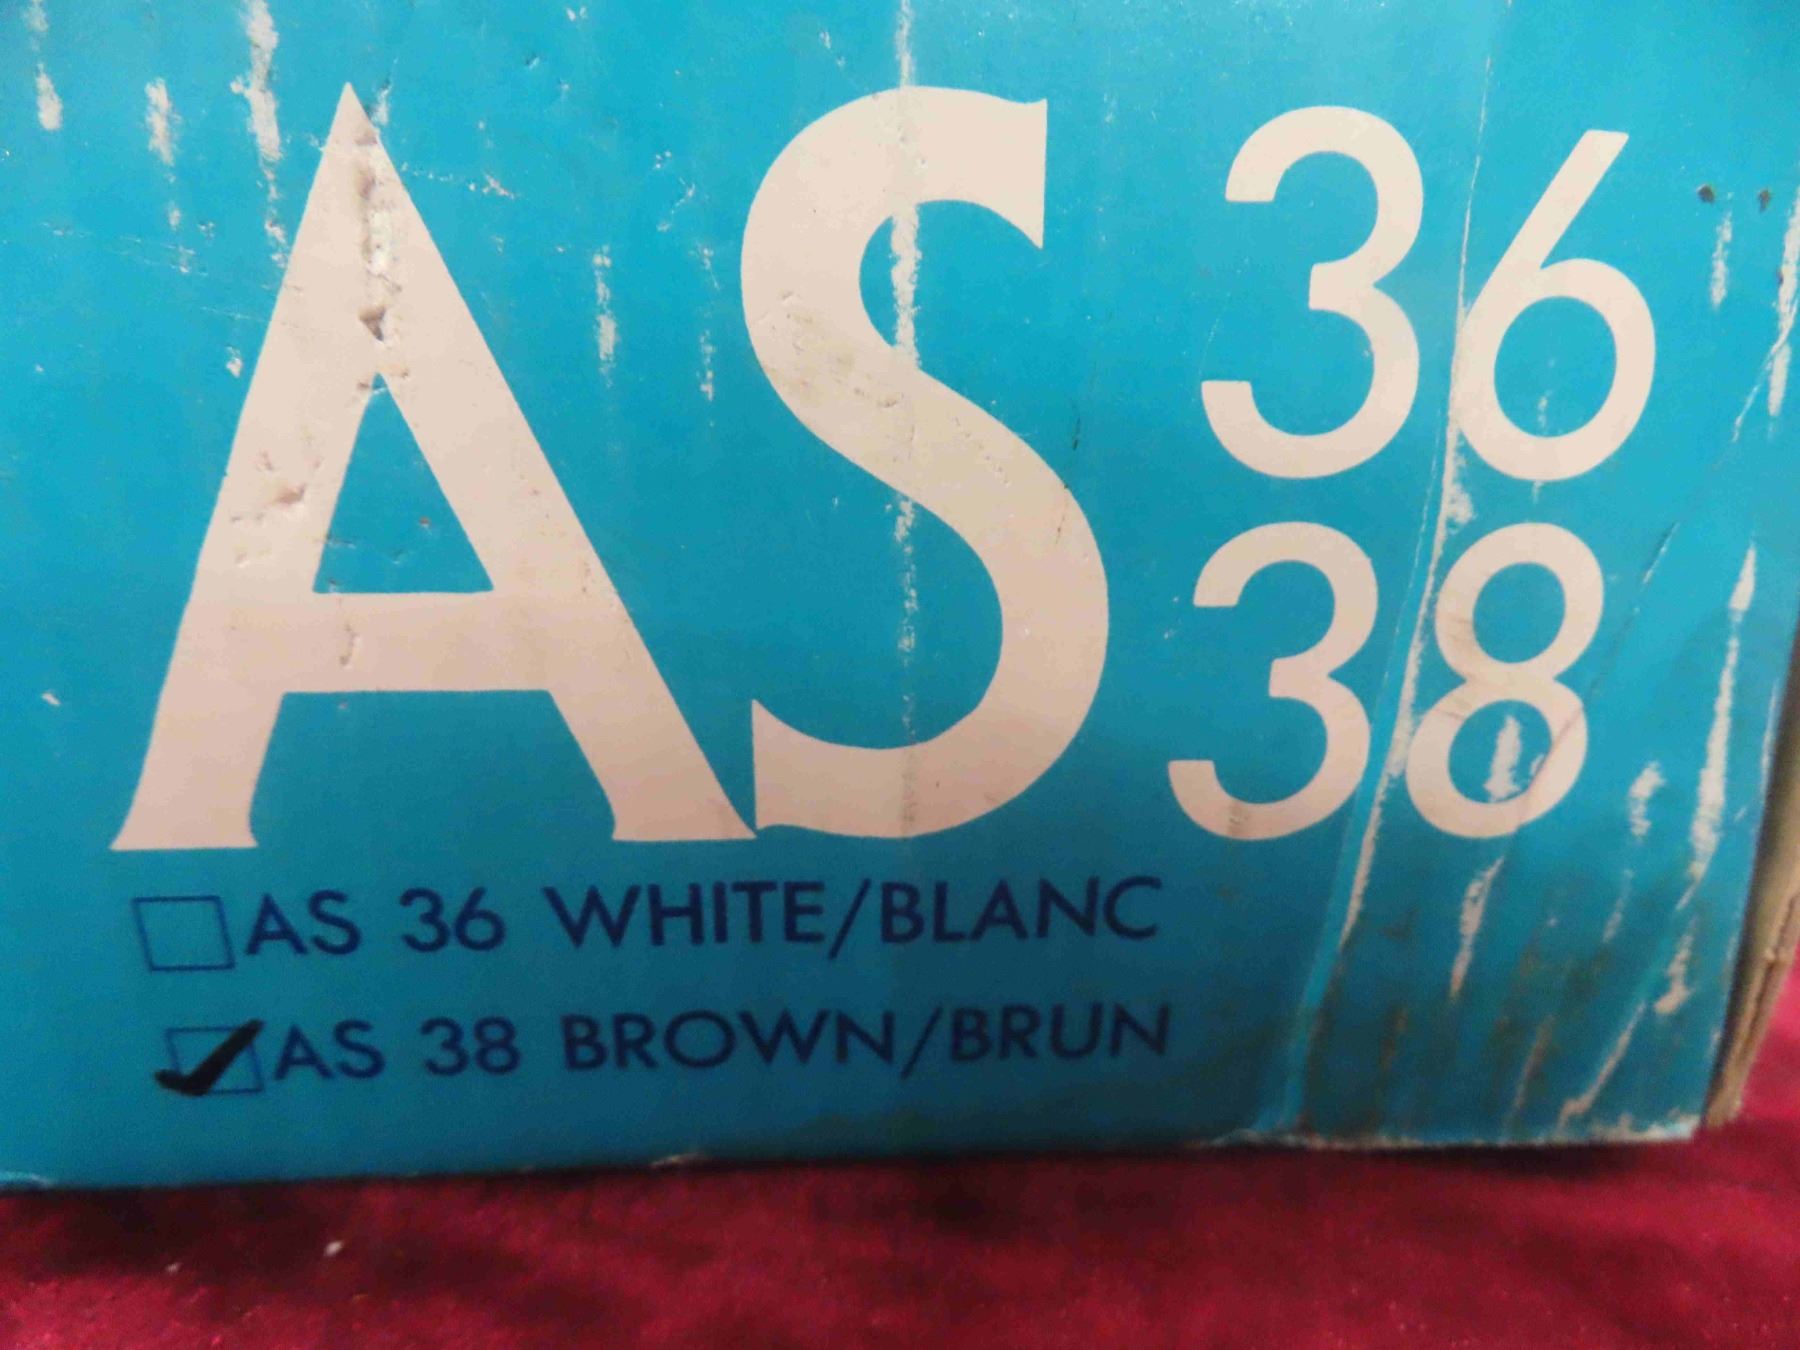 AS 36
38
AS 36 WHITE/BLANC
AS 38 BROWN/BRUN